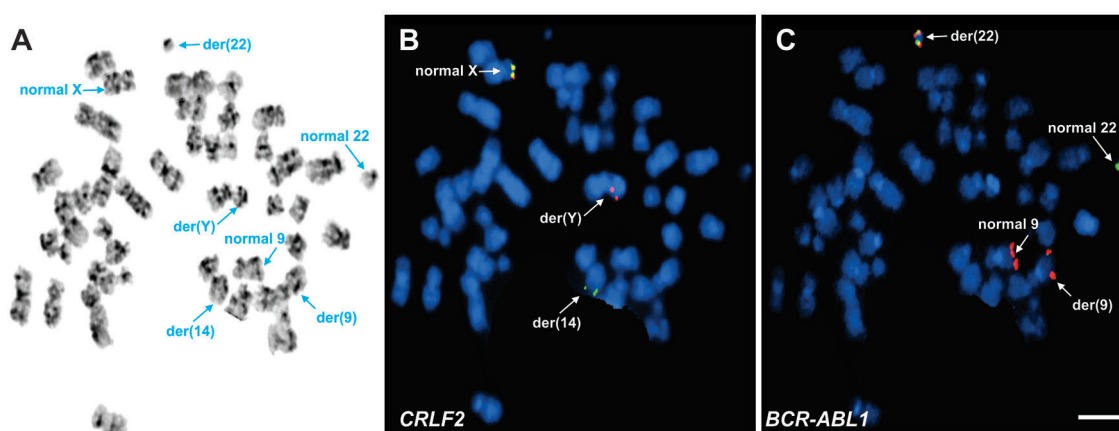 A
der(22)
normal X
normal 22
der(Y)
normal 9
der(14)
der(9)
B
normal X
der(Y)
der(14)
CRLF2
C
der(22)
normal 22
normal 9
der(9)
BCR-ABL1